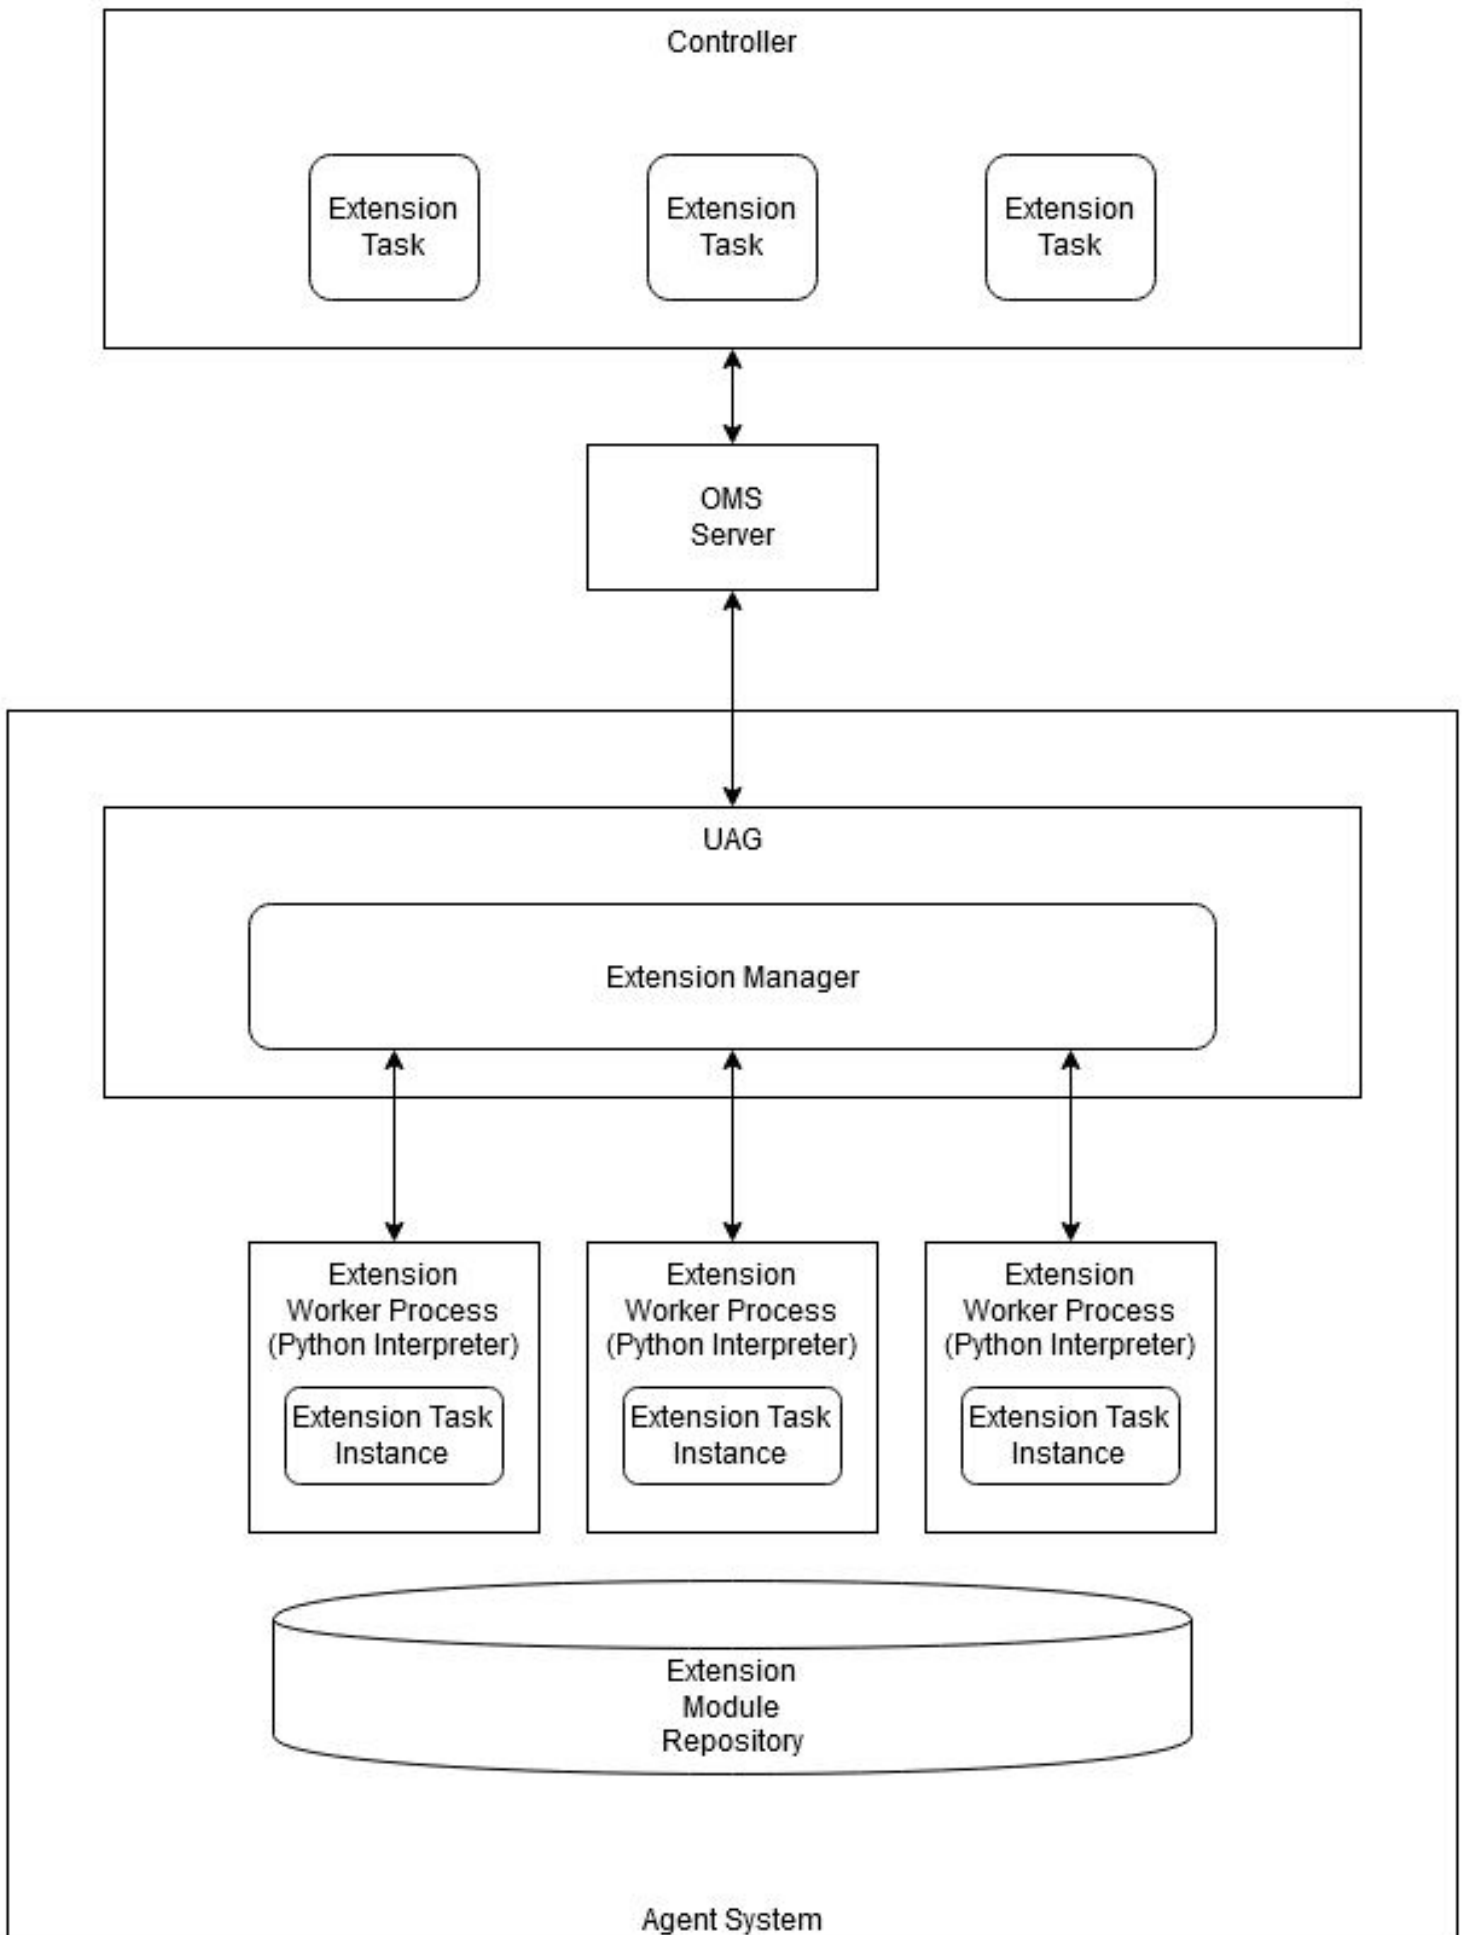 Controller
Extension
Task
Extension
Task
Extension
Task
OMS
Server
UAG
Extension Manager
Extension
Worker Process
(Python Interpreter)
Extension Task
Instance
Extension
Worker Process
(Python Interpreter)
Extension Task
Instance
Extension
Worker Process
(Python Interpreter)
Extension Task
Instance
Extension
Module
Repository
Agent System